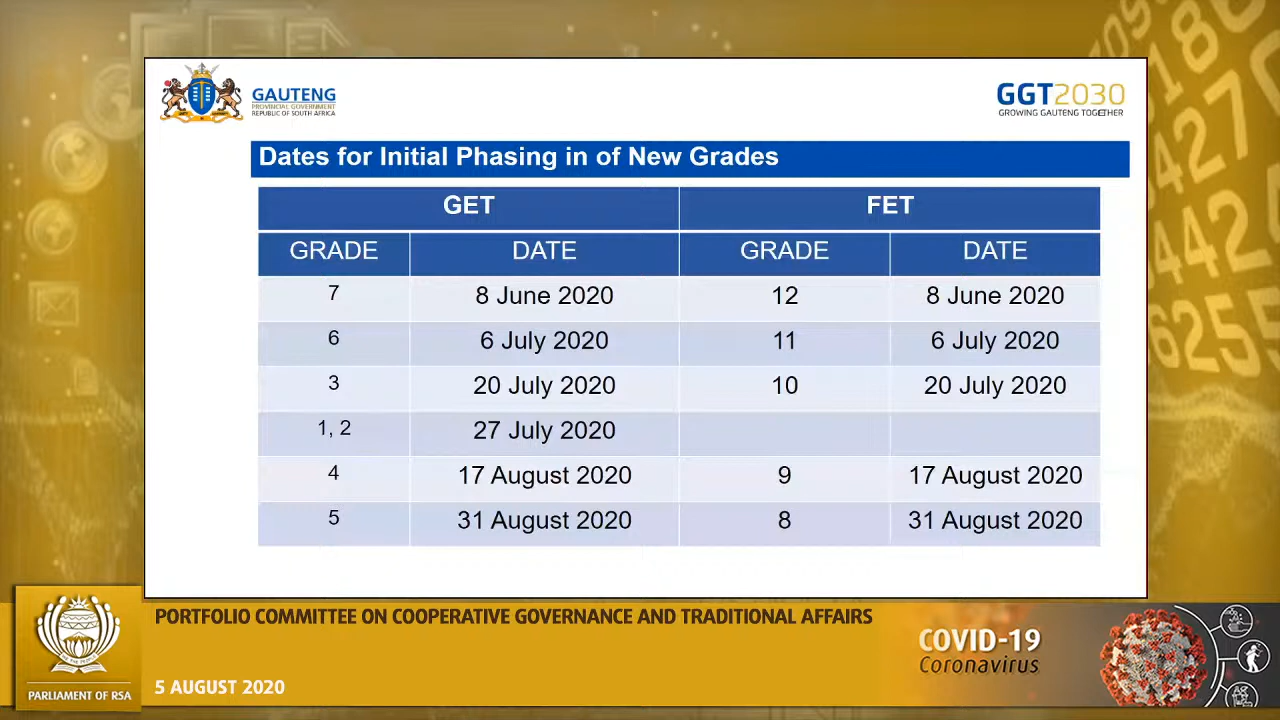 GAUTENG
PROVINCIAL GOVERNMENT
REPUBLIC OF SOUTH AFRICA
GGT2030
GROWING GAUTENG TOGETHER
Dates for Initial Phasing in of New Grades
GET FET
GRADE DATE GRADE DATE
7 8 June 2020 12 8 June 2020
6 6 July 2020 11 6 July 2020
3 20 July 2020 10 20 July 2020
1, 2 27 July 2020
4 17 August 2020 9 17 August 2020
5 31 August 2020 8 31 August 2020
PORTFOLIO COMMITTEE ON COOPERATIVE GOVERNANCE AND TRADITIONAL AFFAIRS
COVID-19
Coronavirus
PARLIAMENT OF RSA
5 AUGUST 2020